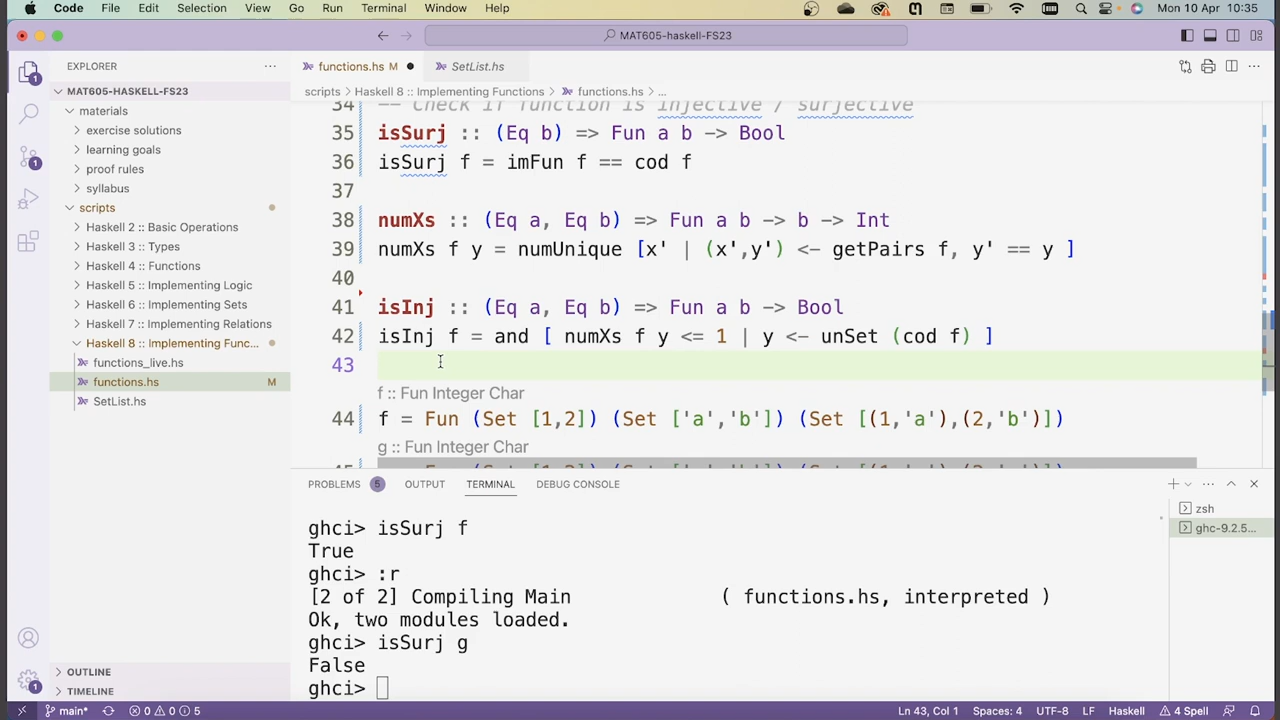 Code File Edit Selection View Go Run Terminal Window Help Mon 10 Apr 10:35
MAT605-haskell-FS23
EXPLORER
functions.hs M
SetList.hs
MAT605-HASKELL-FS23
scripts > Haskell 8 :: Implementing Functions > functions.hs > ...
materials
exercise solutions
learning goals
proof rules
syllabus
scripts
Haskell 2 :: Basic Operations
Haskell 3 :: Types
Haskell 4 :: Functions
Haskell 5 :: Implementing Logic
Haskell 6 :: Implementing Sets
Haskell 7 :: Implementing Relations
Haskell 8 :: Implementing Func...
functions_live.hs
functions.hs M
SetList.hs
OUTLINE
TIMELINE
34 -- Check if function is injective / surjective
35 isSurj :: (Eq b) => Fun a b -> Bool
36 isSurj f = imFun f == cod f
37
38 numXs :: (Eq a, Eq b) => Fun a b -> b -> Int
39 numXs f y = numUnique [x' | (x',y') <- getPairs f, y' == y ]
40
41 isInj :: (Eq a, Eq b) => Fun a b -> Bool
42 isInj f = and [ numXs f y <= 1 | y <- unSet (cod f) ]
43
f :: Fun Integer Char
44 f = Fun (Set [1,2]) (Set ['a','b']) (Set [(1,'a'),(2,'b')])
g :: Fun Integer Char
PROBLEMS 5 OUTPUT TERMINAL DEBUG CONSOLE
ghci> isSurj f
True
ghci> :r
[2 of 2] Compiling Main ( functions.hs, interpreted )
Ok, two modules loaded.
ghci> isSurj g
False
ghci>
zsh
ghc-9.2.5...
main* 0 0 5 Ln 43, Col 1 Spaces: 4 UTF-8 LF Haskell 4 Spell